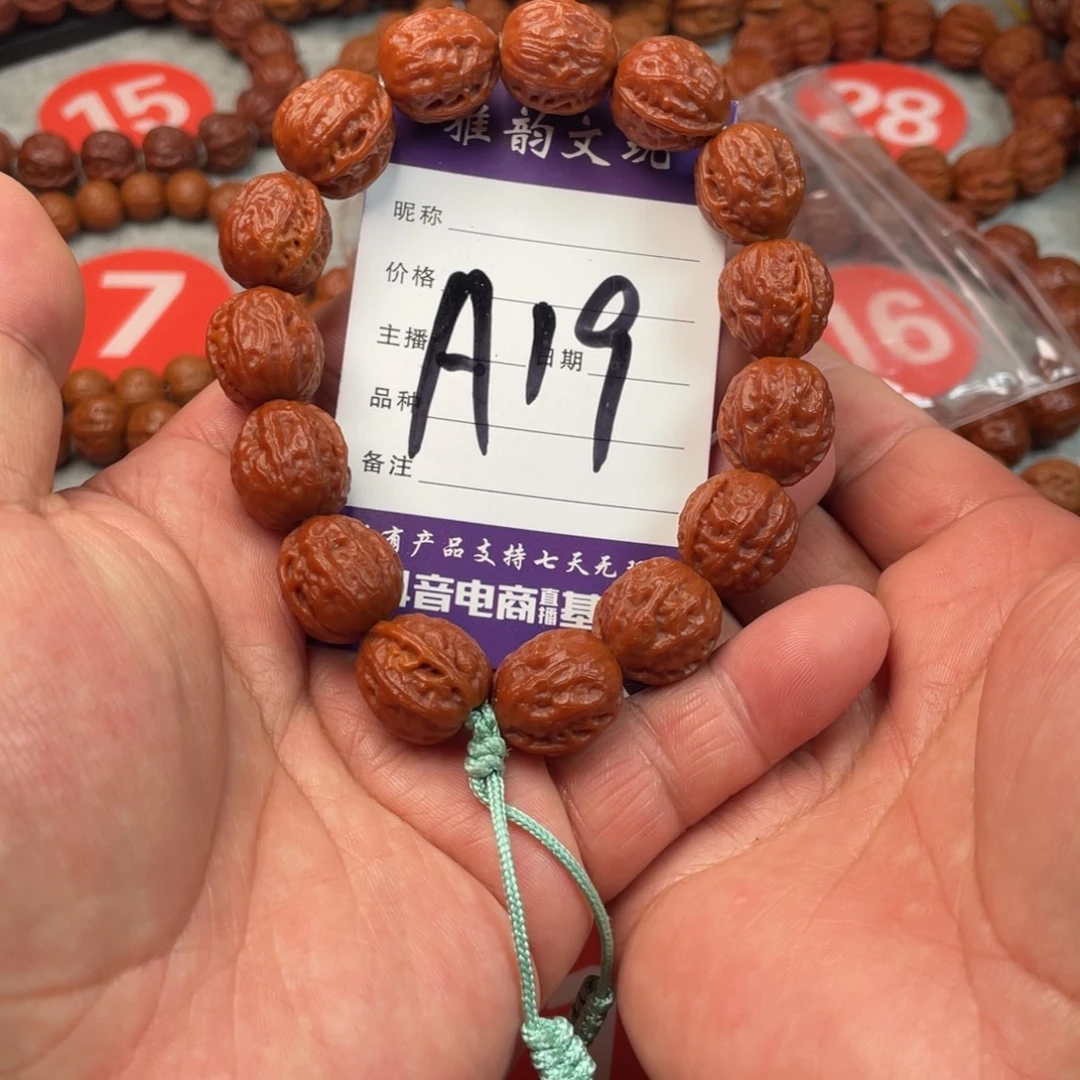 15
28
雅韵文玩
昵称
7
价格
A19
16
主播
日期
品种
备注
有产品支持七天无
抖音电商直播基